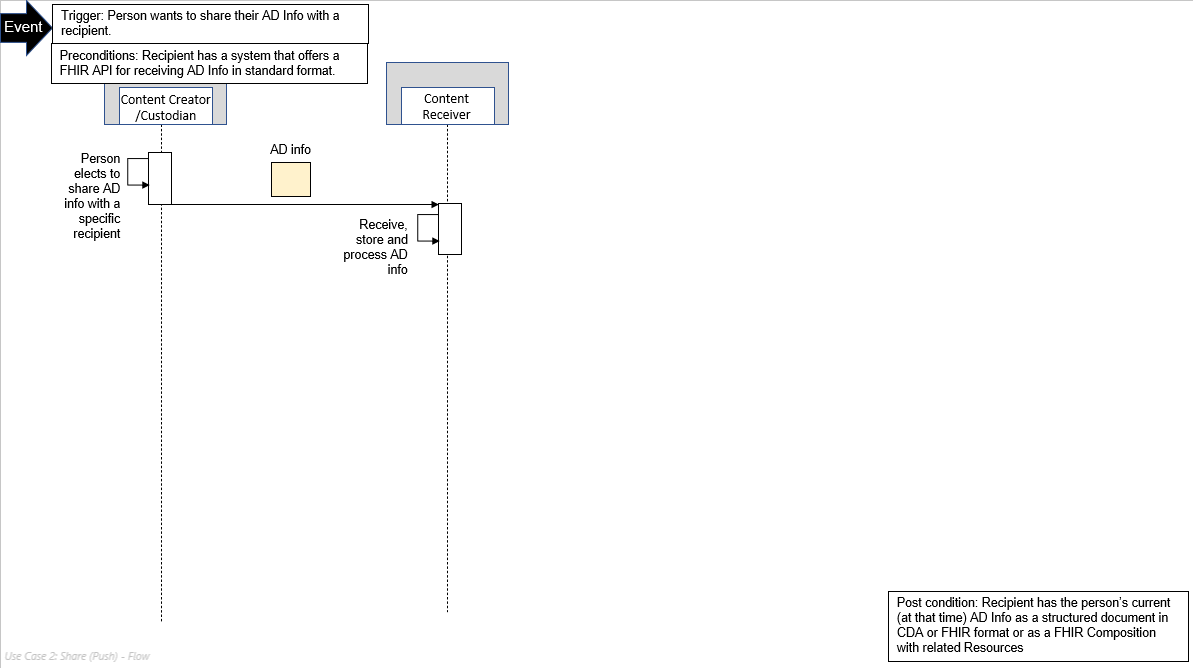 Event
Trigger: Person wants to share their AD Info with a
recipient.
Preconditions: Recipient has a system that offers a
FHIR API for receiving AD Info in standard format.
Content Creator
/Custodian
Content
Receiver
Person
elects to
share AD
info with a
specific
recipient
AD info
Receive,
store and
process AD
info
Post condition: Recipient has the person’s current
(at that time) AD Info as a structured document in
CDA or FHIR format or as a FHIR Composition
with related Resources
Use Case 2: Share (Push) - Flow